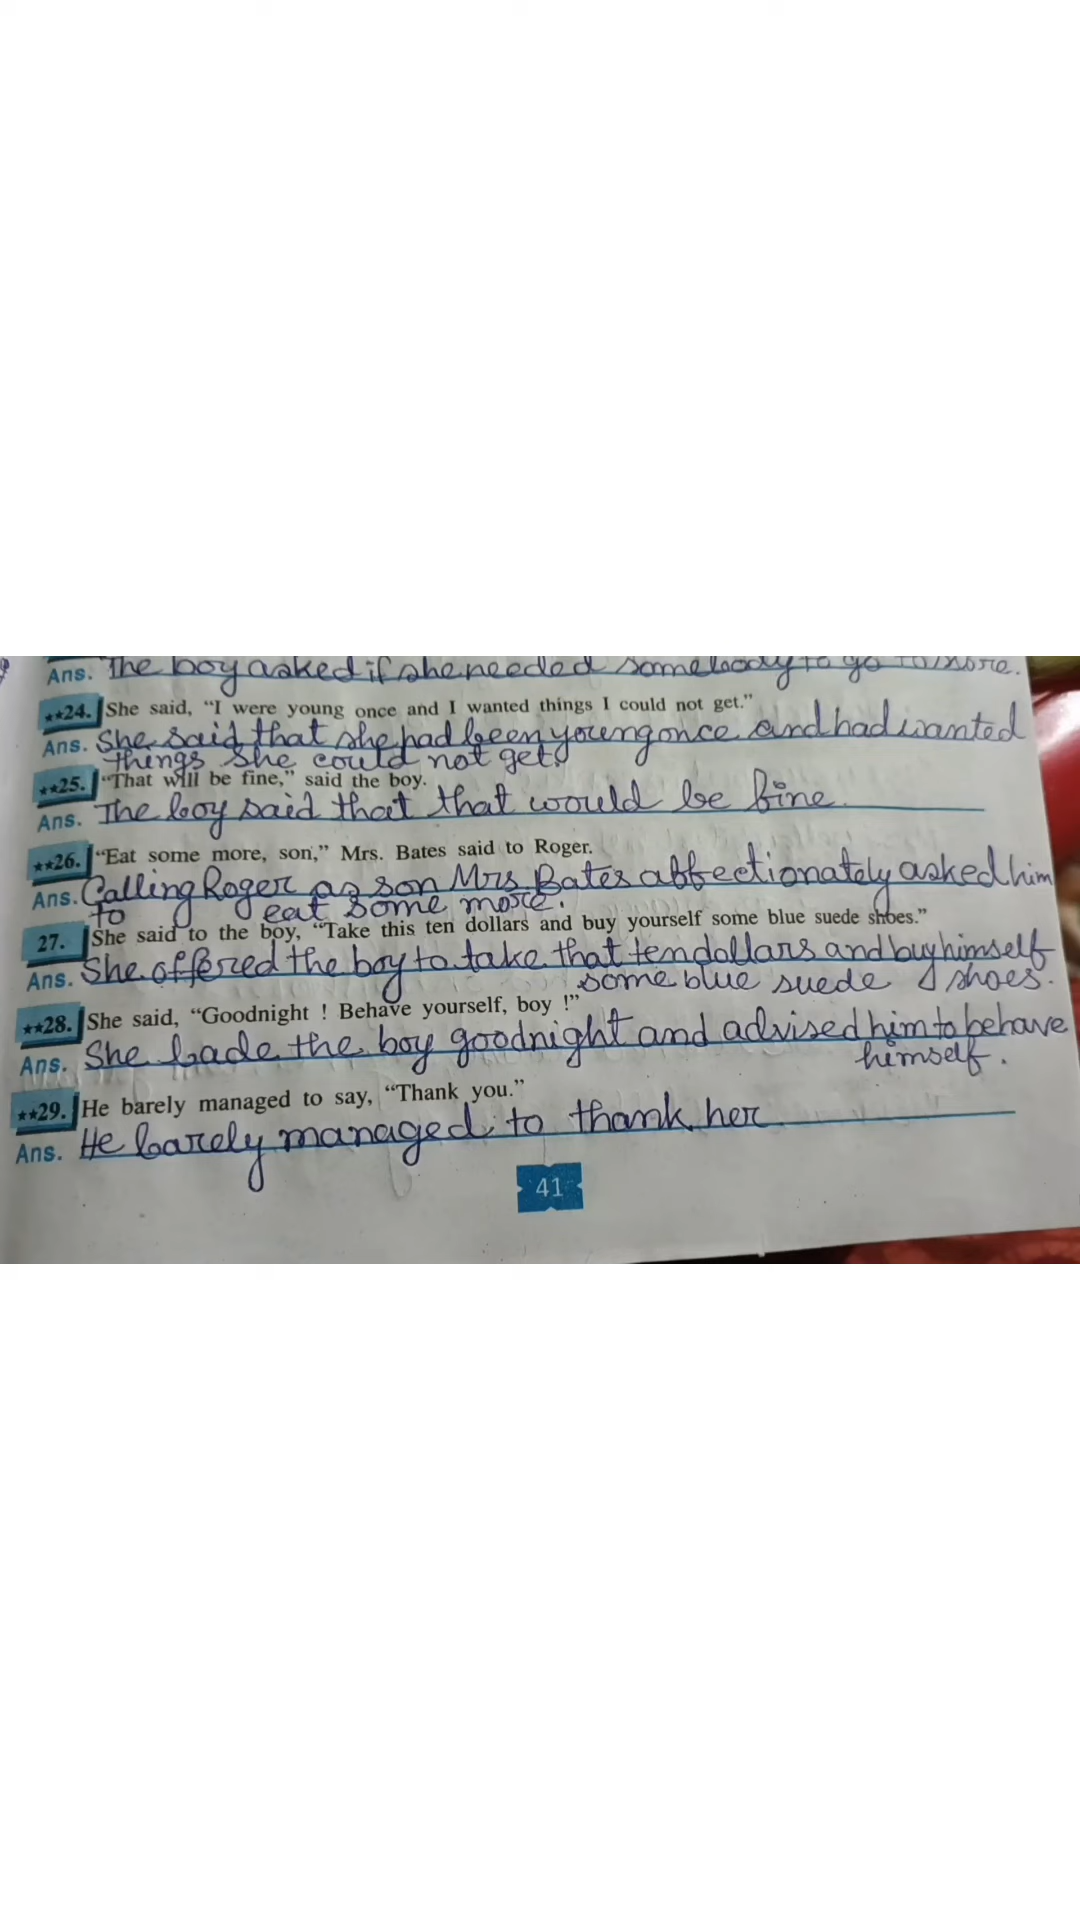 Ans. The boy asked if she needed somebody to go to store.
★★24. She said, “I were young once and I wanted things I could not get.”
Ans. She said that she had been young once and had wanted
things she could not get.
★★25. “That will be fine,” said the boy.
Ans. The boy said that that would be fine.
★★26. “Eat some more, son,” Mrs. Bates said to Roger.
Ans. Calling Roger as son Mrs Bates affectionately asked him
to eat some more.
27. She said to the boy, “Take this ten dollars and buy yourself some blue suede shoes.”
Ans. She offered the boy to take that ten dollars and buy himself
some blue suede shoes.
★★28. She said, “Goodnight ! Behave yourself, boy !”
Ans. She bade the boy goodnight and advised him to behave
himself.
★★29. He barely managed to say, “Thank you.”
Ans. He barely managed to thank her
41